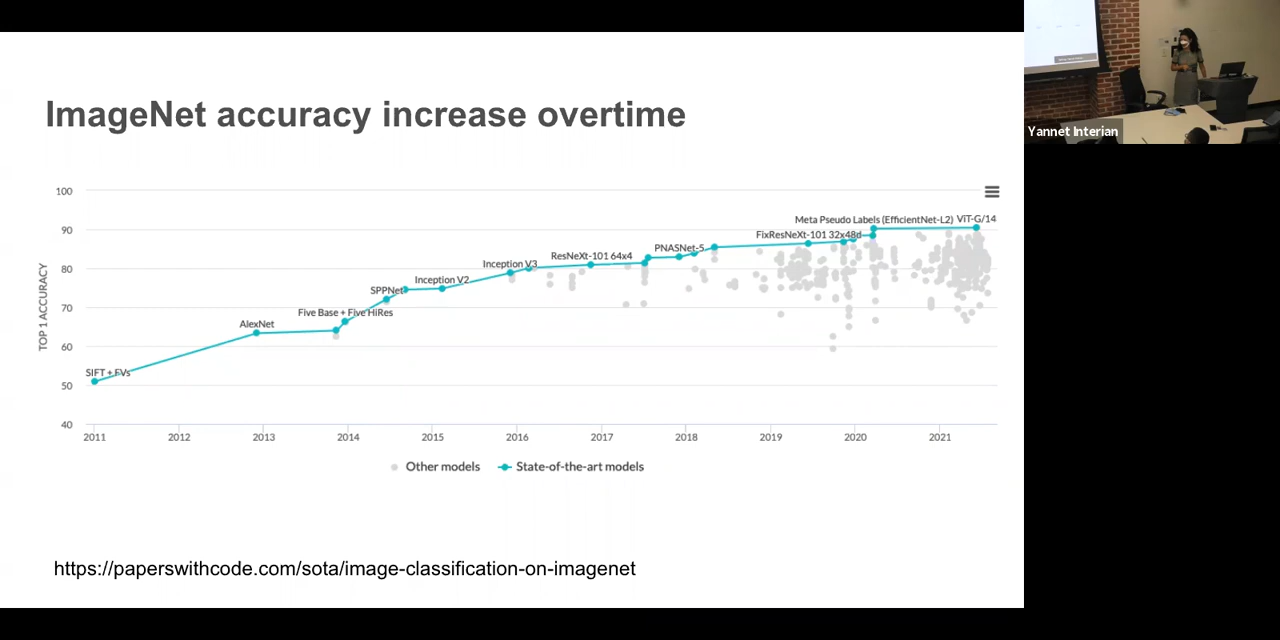 ImageNet accuracy increase overtime
TOP 1 ACCURACY
100
90
80
70
60
50
40
SIFT + FVs
AlexNet
Five Base + Five HiRes
SPPNet
Inception V2
Inception V3
ResNeXt-101 64x4
PNASNet-5
FixResNeXt-101 32x48d
Meta Pseudo Labels (EfficientNet-L2)
ViT-G/14
2011 2012 2013 2014 2015 2016 2017 2018 2019 2020 2021
Other models State-of-the-art models
https://paperswithcode.com/sota/image-classification-on-imagenet
Yannet Interian